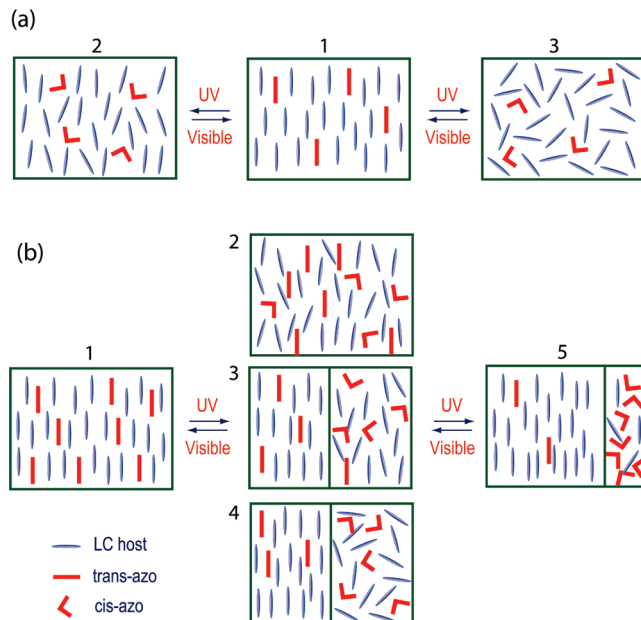 (a)
2
1
3
UV
Visible
UV
Visible
(b)
2
1
3
5
UV
Visible
UV
Visible
4
LC host
trans-azo
cis-azo